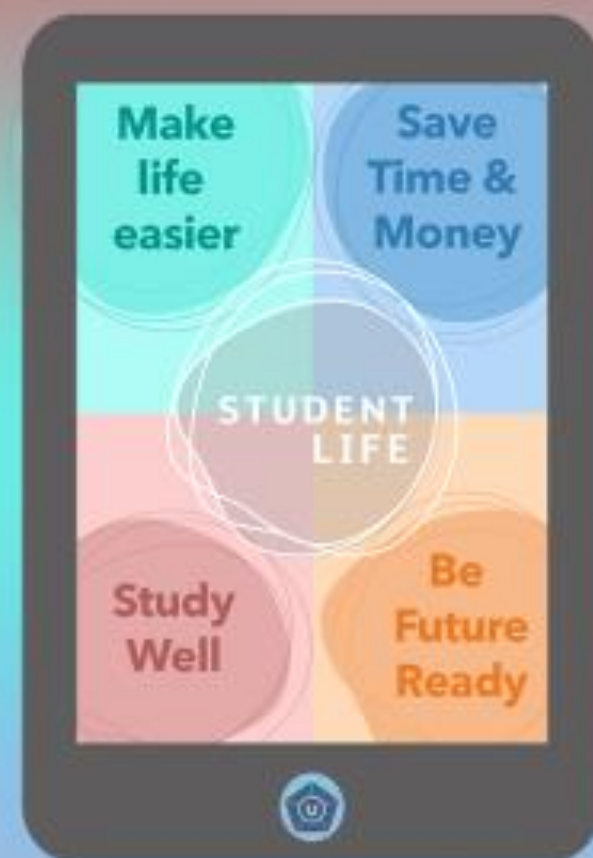 Make
life
easier
Save
Time &
Money
STUDENT
LIFE
Study
Well
Be
Future
Ready
U